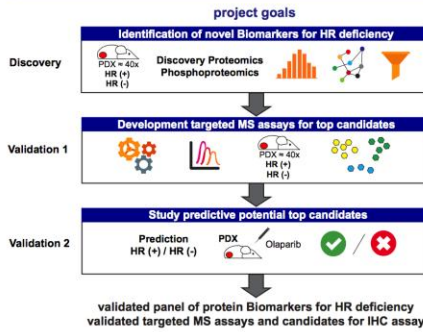 project goals
Identification of novel Biomarkers for HR deficiency
Discovery
PDX ≈ 40x
HR (+)
HR (-)
Discovery Proteomics
Phosphoproteomics
Development targeted MS assays for top candidates
Validation 1
PDX ≈ 40x
HR (+)
HR (-)
Study predictive potential top candidates
Validation 2
Prediction
HR (+) / HR (-)
PDX
Olaparib
/
validated panel of protein Biomarkers for HR deficiency
validated targeted MS assays and candidates for IHC assay